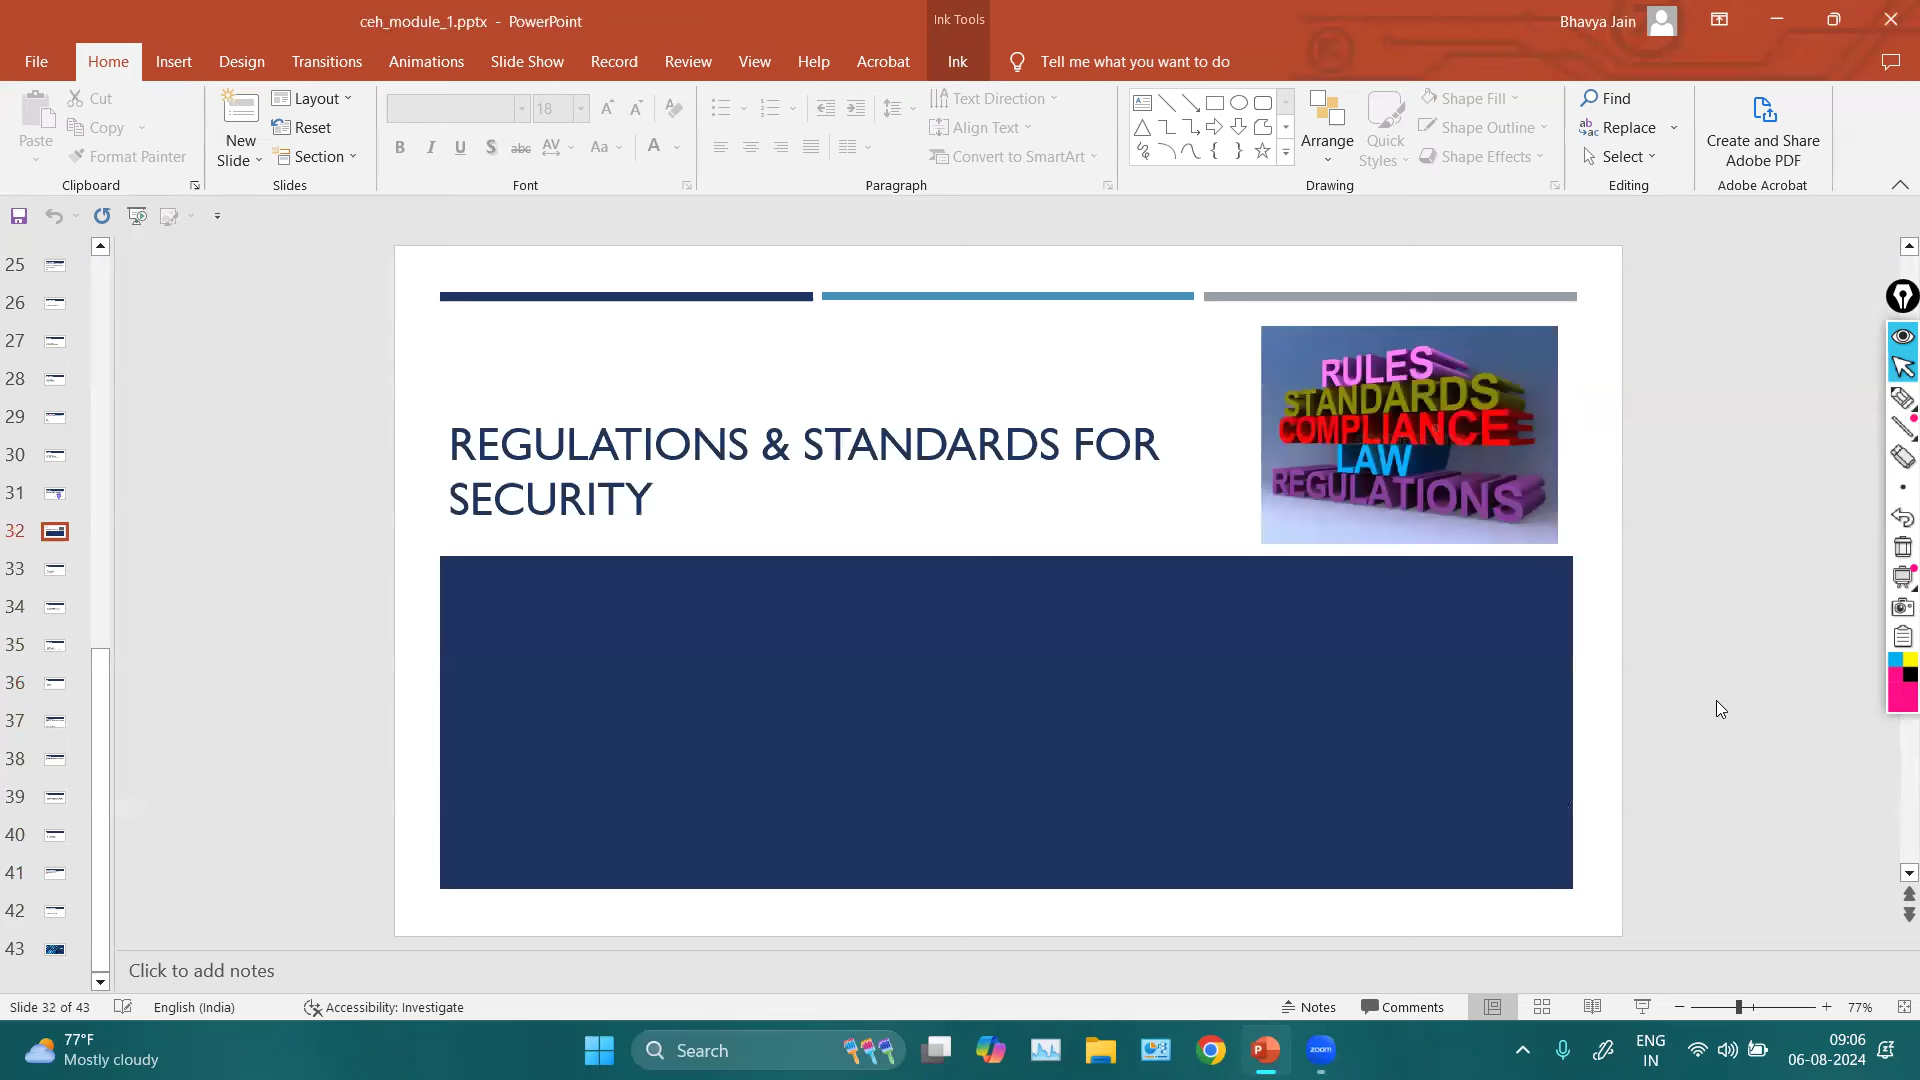 ceh_module_1.pptx - PowerPoint
Ink Tools
Bhavya Jain
File Home Insert Design Transitions Animations Slide Show Record Review View Help Acrobat Ink Tell me what you want to do
Paste
Cut
Copy
Format Painter
Clipboard
New Slide
Layout
Reset
Section
Slides
18
B I U S abc AV Aa A
Font
Text Direction
Align Text
Convert to SmartArt
Paragraph
Arrange
Quick Styles
Shape Fill
Shape Outline
Shape Effects
Drawing
Find
Replace
Select
Editing
Create and Share Adobe PDF
Adobe Acrobat
25
26
27
28
29
30
31
32
33
34
35
36
37
38
39
40
41
42
43
REGULATIONS & STANDARDS FOR
SECURITY
RULES
STANDARDS
COMPLIANCE
LAW
REGULATIONS
Click to add notes
Slide 32 of 43 English (India) Accessibility: Investigate Notes Comments 77%
77°F
Mostly cloudy
Search
zoom
ENG
IN
09:06
06-08-2024